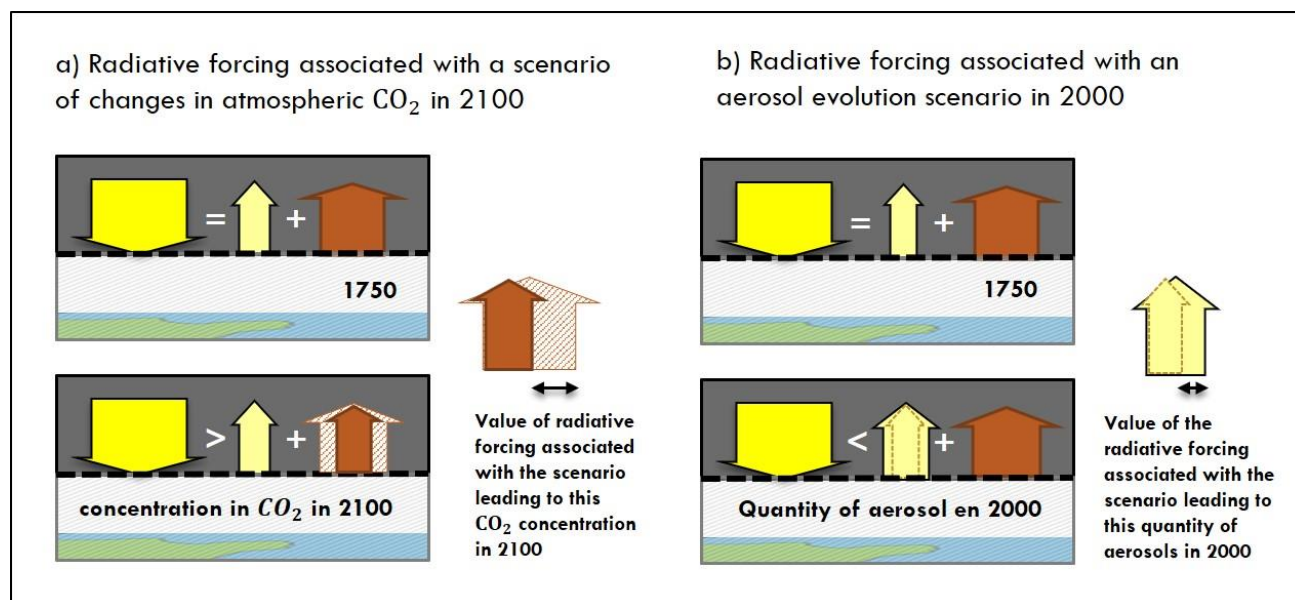 a) Radiative forcing associated with a scenario
of changes in atmospheric CO₂ in 2100
= +
1750
> +
concentration in CO₂ in 2100
Value of radiative
forcing associated
with the scenario
leading to this
CO₂ concentration
in 2100
b) Radiative forcing associated with an
aerosol evolution scenario in 2000
= +
1750
< +
Quantity of aerosol en 2000
Value of the
radiative forcing
associated with the
scenario leading to
this quantity of
aerosols in 2000